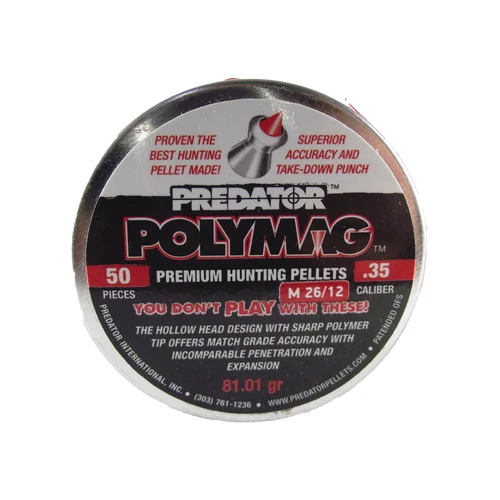 PROVEN THE
BEST HUNTING
PELLET MADE!
SUPERIOR
ACCURACY AND
TAKE-DOWN PUNCH
PREDATOR™
POLYMAG™
50
PIECES
PREMIUM HUNTING PELLETS
M 26/12
.35
CALIBER
YOU DON'T PLAY WITH THESE!
THE HOLLOW HEAD DESIGN WITH SHARP POLYMER
TIP OFFERS MATCH GRADE ACCURACY WITH
INCOMPARABLE PENETRATION AND
EXPANSION
81.01 gr
PREDATOR INTERNATIONAL, INC. • (303) 761-1236 • WWW.PREDATORPELLETS.COM • PATENTED OFS